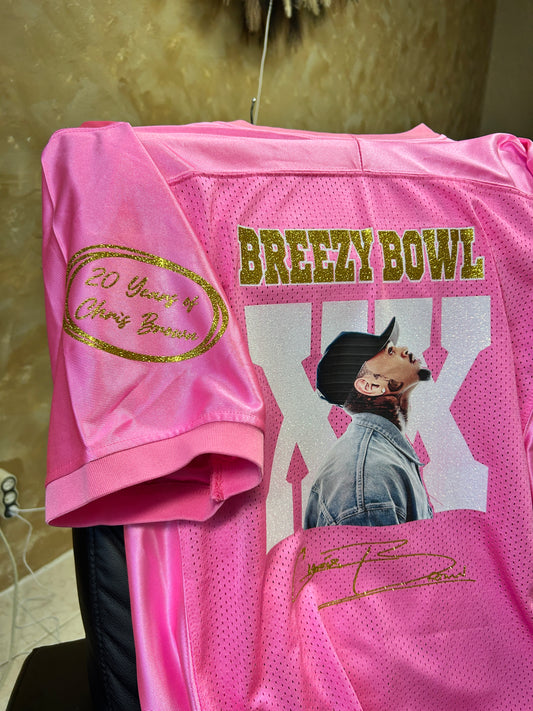 BREEZY BOWL
XX
20 Years of
Chris Brown